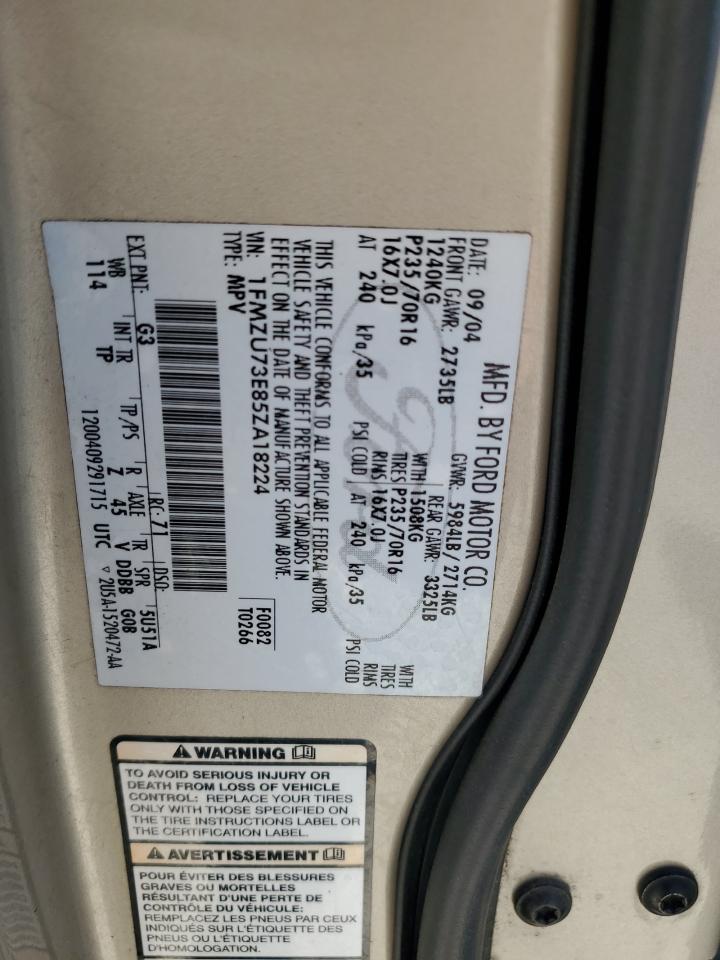 MFD. BY FORD MOTOR CO.
DATE: 09/04 GVWR: 5984LB/ 2714KG
FRONT GAWR: 2735LB REAR GAWR: 3325LB
1240KG WITH 1508KG WITH
P235/70R16 TIRES P235/70R16 TIRES
16X7.0J RIMS 16X7.0J RIMS
AT 240 kPa/35 PSI COLD AT 240 kPa/35 PSI COLD
THIS VEHICLE CONFORMS TO ALL APPLICABLE FEDERAL MOTOR
VEHICLE SAFETY AND THEFT PREVENTION STANDARDS IN
EFFECT ON THE DATE OF MANUFACTURE SHOWN ABOVE.
VIN: 1FMZU73E85ZA18224 F0082
TYPE: MPV T0266
EXT PNT: G3 RC: 71 DSO:
WB INT TR TP/PS R AXLE TR SPR 5U51A
114 TP Z 45 V DDBB G0B
1200409291715 UTC ▽ 2U5A-1520472-AA
Ford
WARNING
TO AVOID SERIOUS INJURY OR
DEATH FROM LOSS OF VEHICLE
CONTROL: REPLACE YOUR TIRES
ONLY WITH THOSE SPECIFIED ON
THE TIRE INSTRUCTIONS LABEL OR
THE CERTIFICATION LABEL.
AVERTISSEMENT
POUR ÉVITER DES BLESSURES
GRAVES OU MORTELLES
RÉSULTANT D'UNE PERTE DE
CONTRÔLE DU VÉHICULE:
REMPLACEZ LES PNEUS PAR CEUX
INDIQUÉS SUR L'ÉTIQUETTE DES
PNEUS OU L'ÉTIQUETTE
D'HOMOLOGATION.